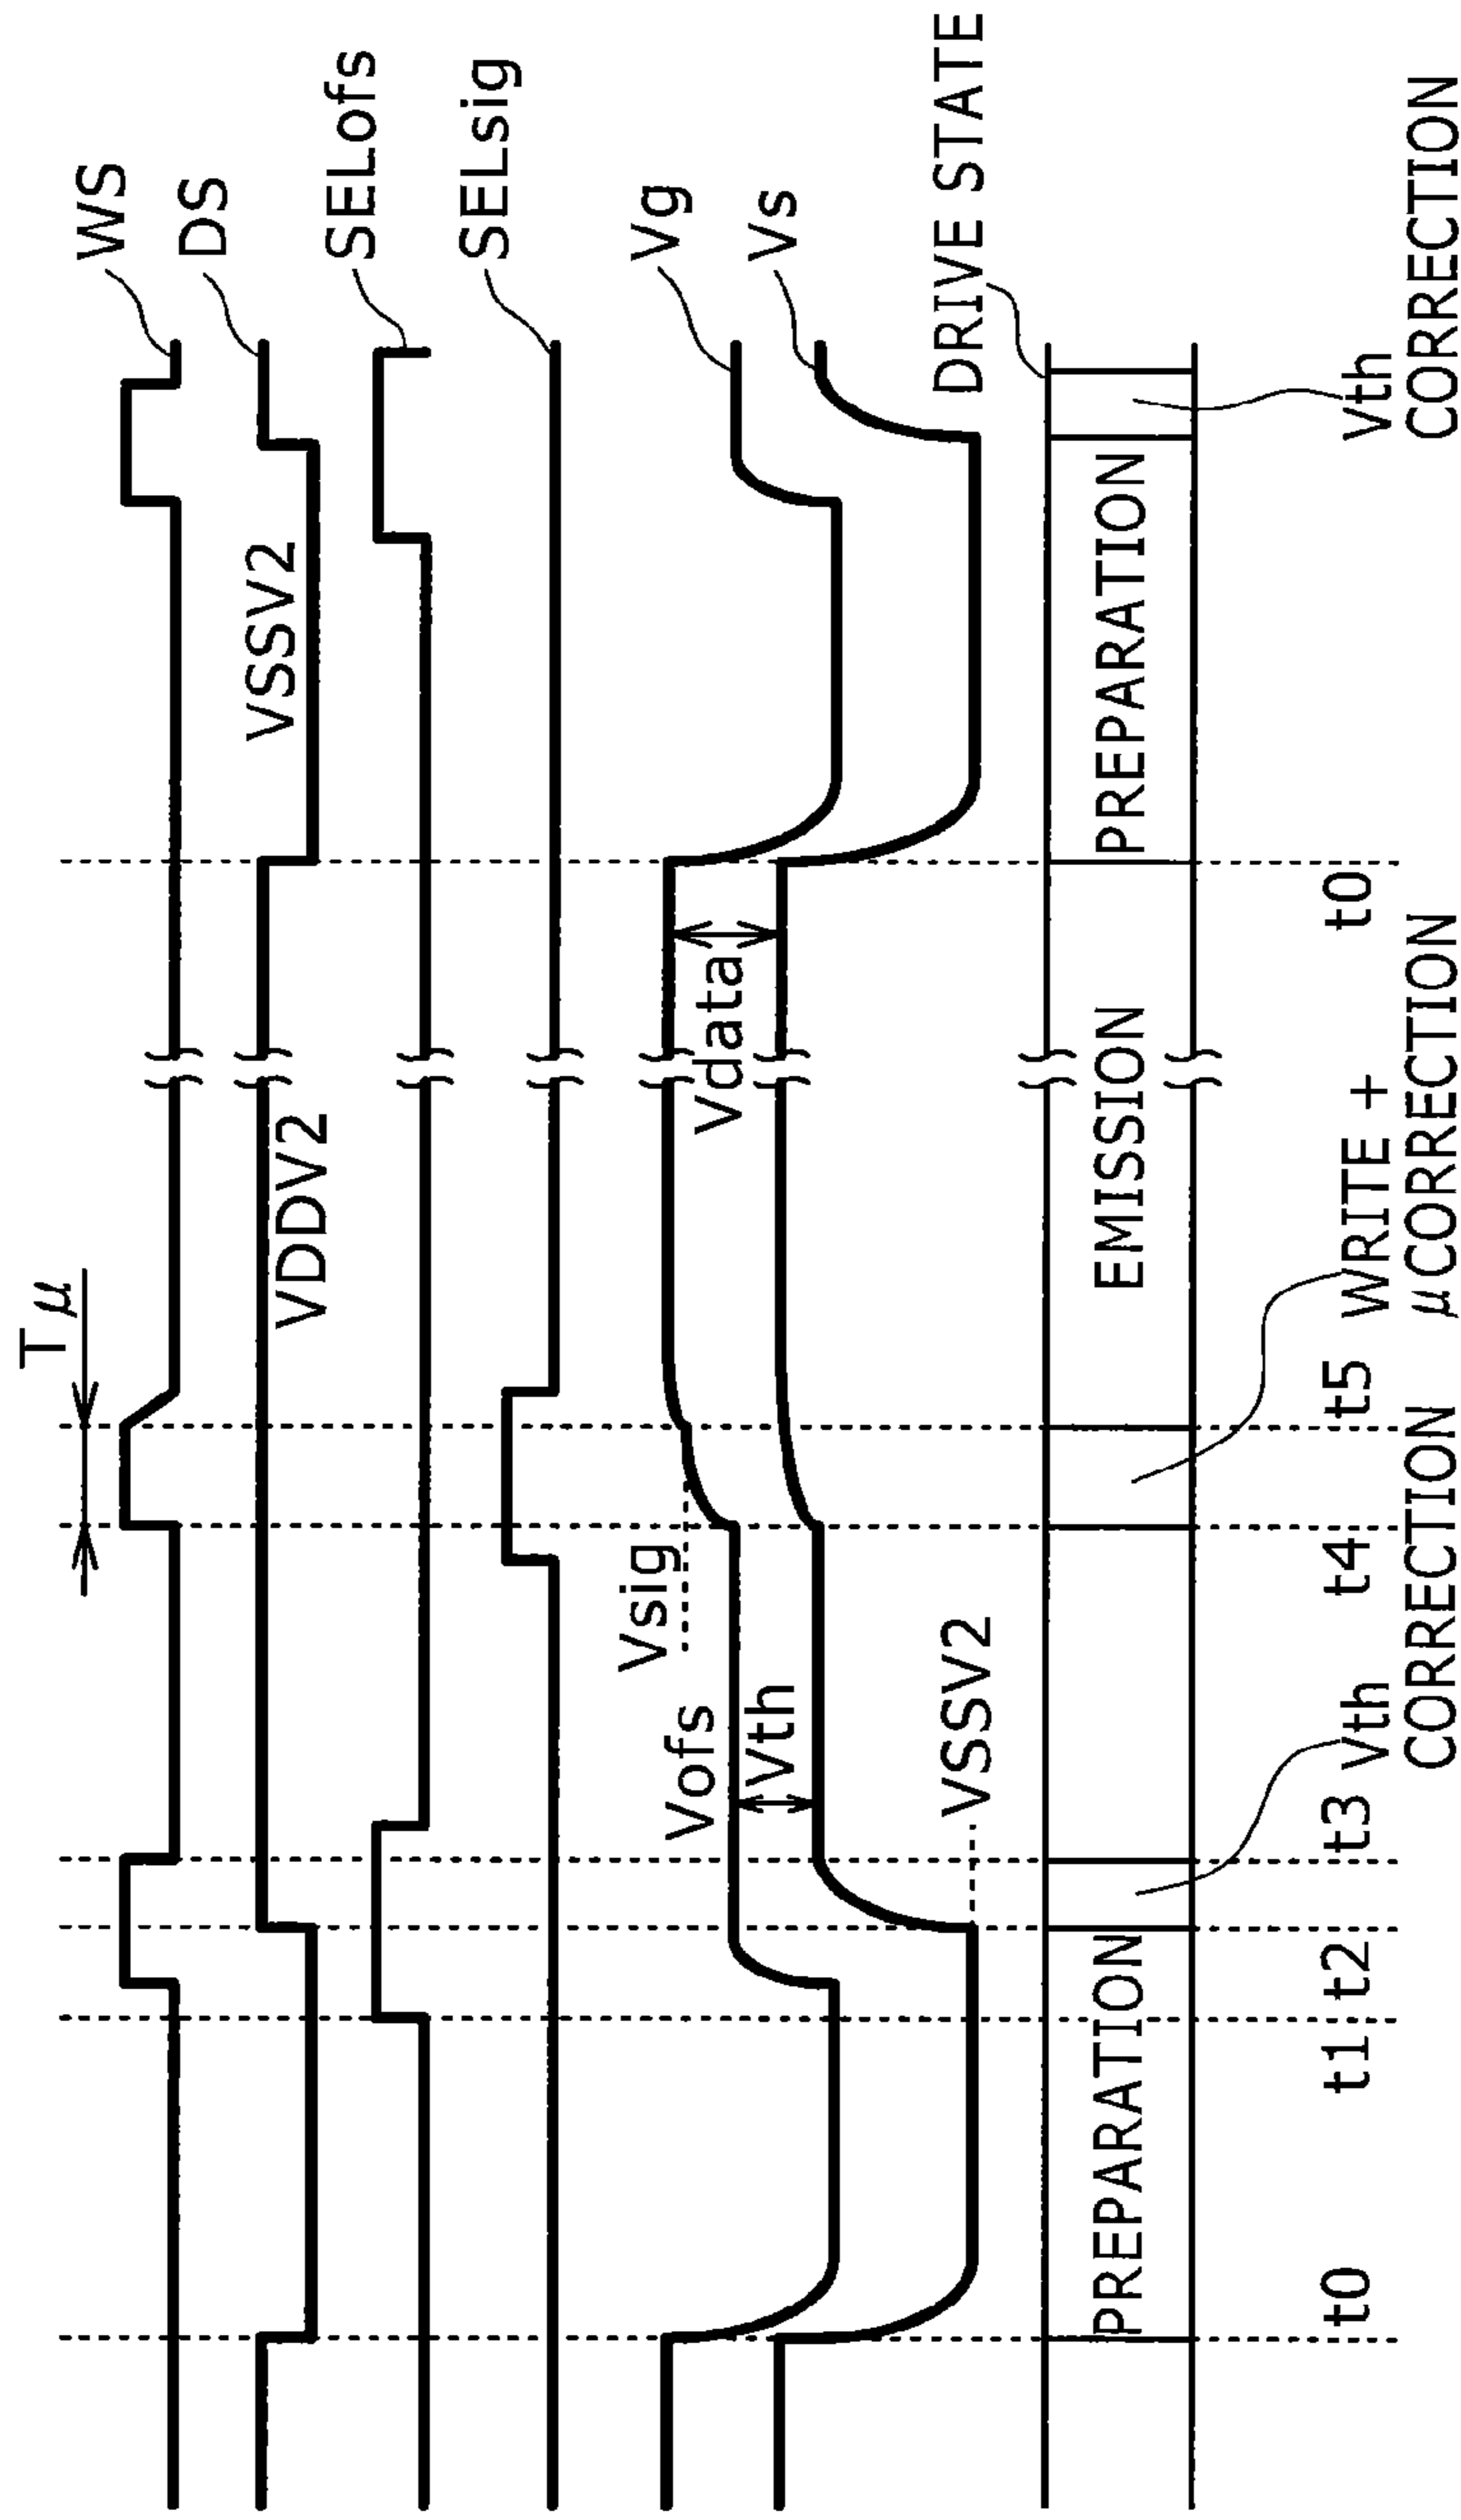 Tμ
WS
DS
VDDV2
VSSV2
SELofs
SELsig
Vsig
Vofs
Vth
Vdata
Vg
Vs
VSSV2
DRIVE STATE
PREPARATION
EMISSION
PREPARATION
t0
t1
t2
t3
t4
t5
t0
Vth
CORRECTION
WRITE +
μ CORRECTION
Vth
CORRECTION